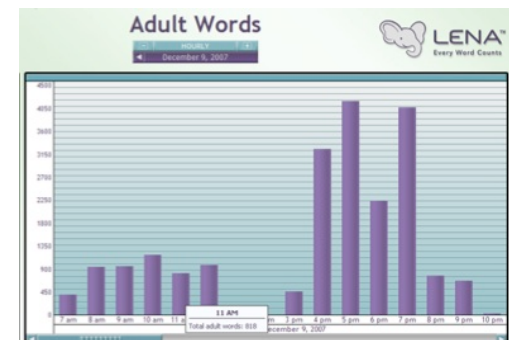 Adult Words
HOURLY
December 9, 2007
LENA™
Every Word Counts
4500
4050
3600
3150
2700
2250
1800
1350
900
450
0
7 am 8 am 9 am 10 am 11 a m 3 pm 4 pm 5 pm 6 pm 7 pm 8 pm 9 pm 10 pm
11 AM
Total adult words: 818
ecember 9, 2007